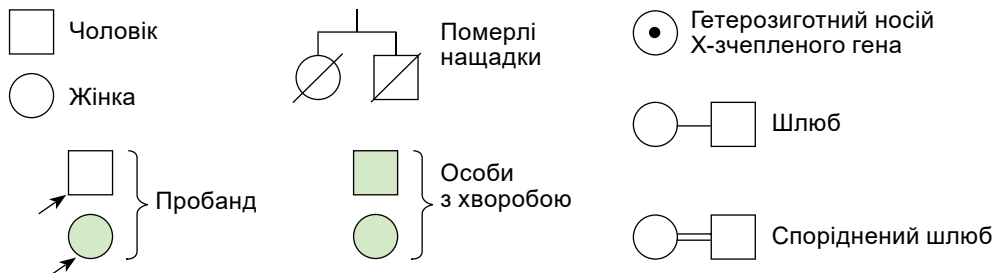 Чоловік
Жінка
Пробанд
Померлі
нащадки
Особи
з хворобою
Гетерозиготний носій
Х-зчепленого гена
Шлюб
Споріднений шлюб